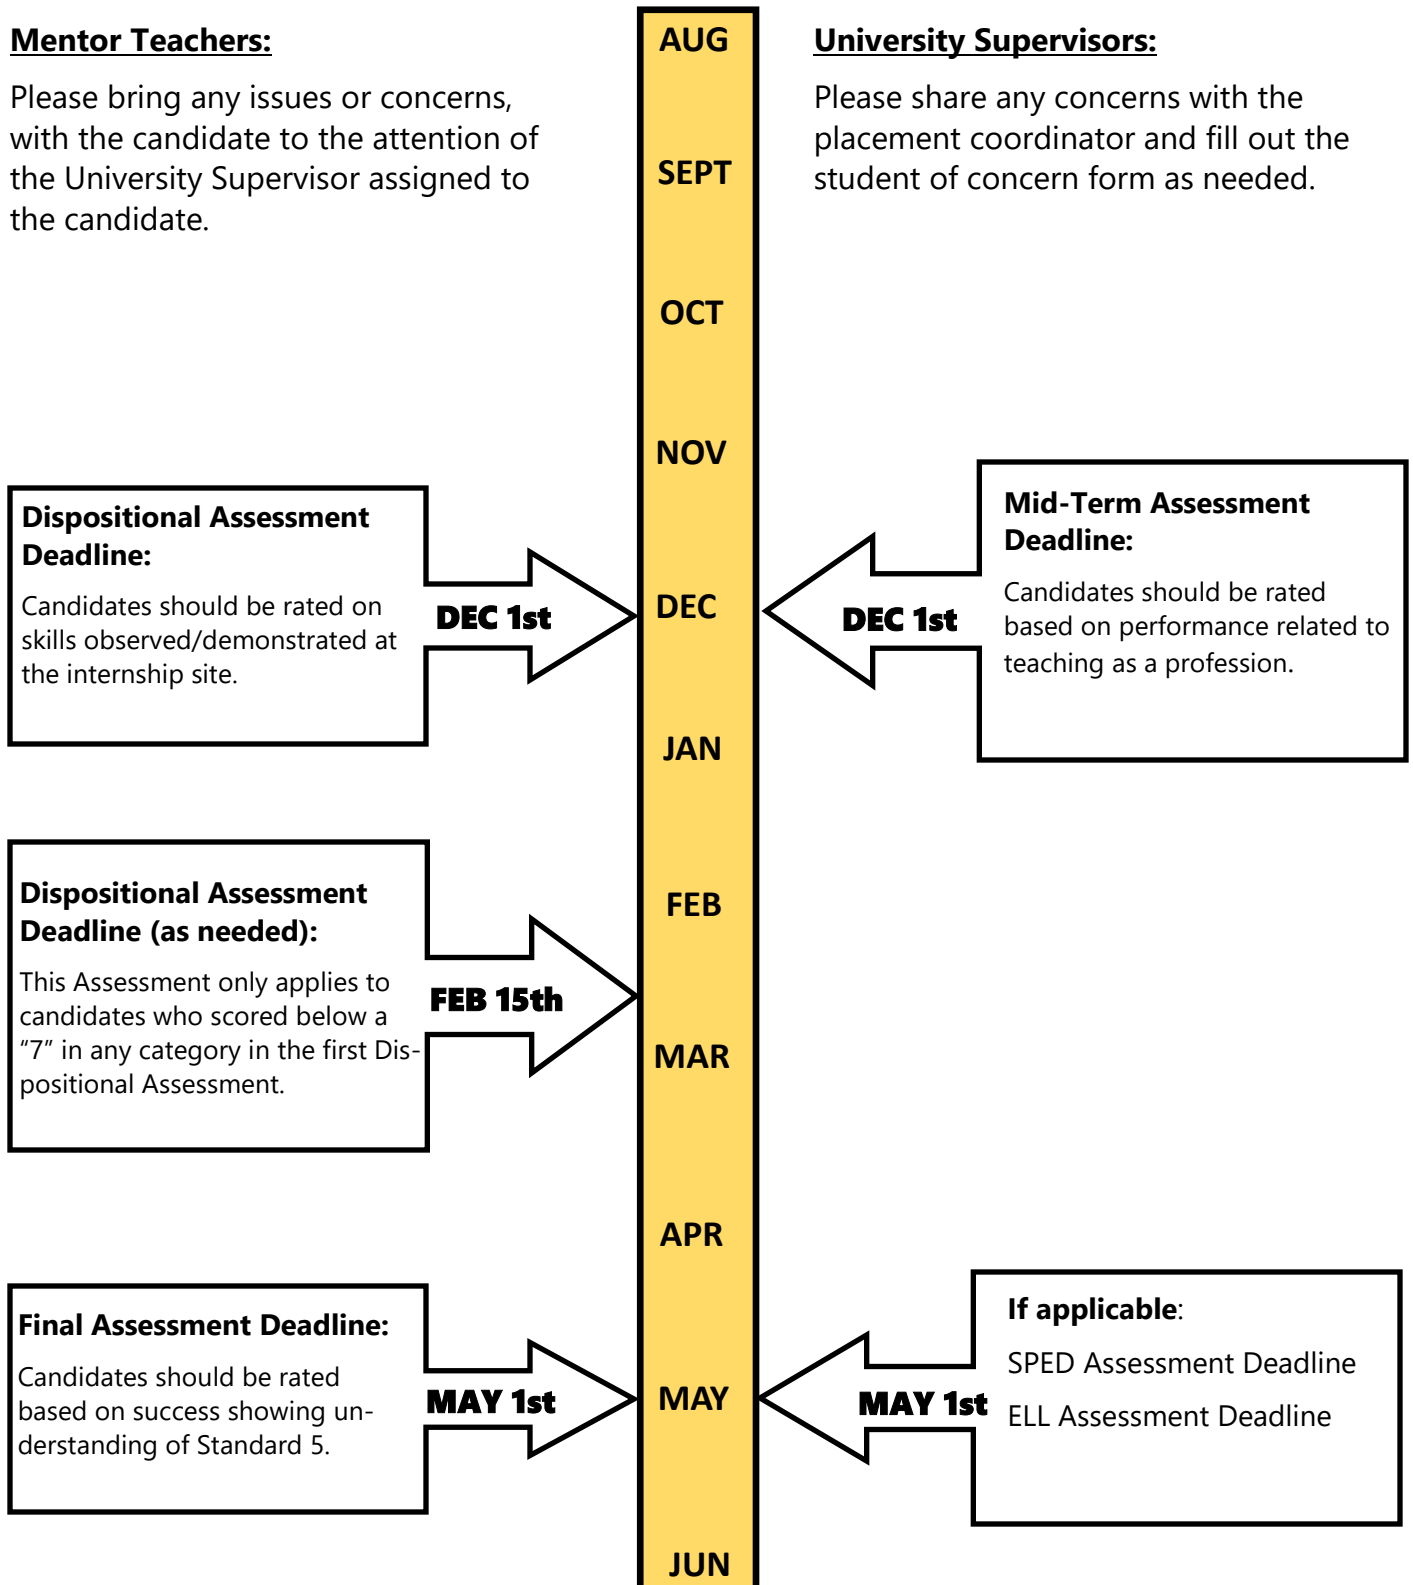 Mentor Teachers:
Please bring any issues or concerns,
with the candidate to the attention of
the University Supervisor assigned to
the candidate.
University Supervisors:
Please share any concerns with the
placement coordinator and fill out the
student of concern form as needed.
AUG
SEPT
OCT
NOV
DEC
JAN
FEB
MAR
APR
MAY
JUN
Dispositional Assessment
Deadline:
Candidates should be rated on
skills observed/demonstrated at
the internship site.
DEC 1st
Mid-Term Assessment
Deadline:
Candidates should be rated
based on performance related to
teaching as a profession.
DEC 1st
Dispositional Assessment
Deadline (as needed):
This Assessment only applies to
candidates who scored below a
“7” in any category in the first Dis-
positional Assessment.
FEB 15th
Final Assessment Deadline:
Candidates should be rated
based on success showing un-
derstanding of Standard 5.
MAY 1st
If applicable:
SPED Assessment Deadline
ELL Assessment Deadline
MAY 1st